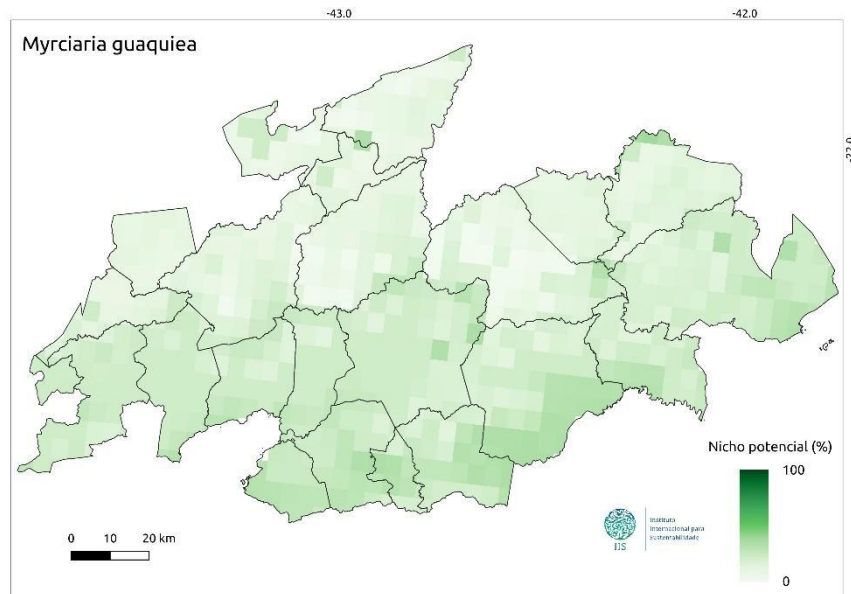 -43.0
-42.0
Myrciaria guaquiea
-22.0
Nicho potencial (%)
100
0
0 10 20 km
IIS
Instituto
Internacional para
Sustentabilidade